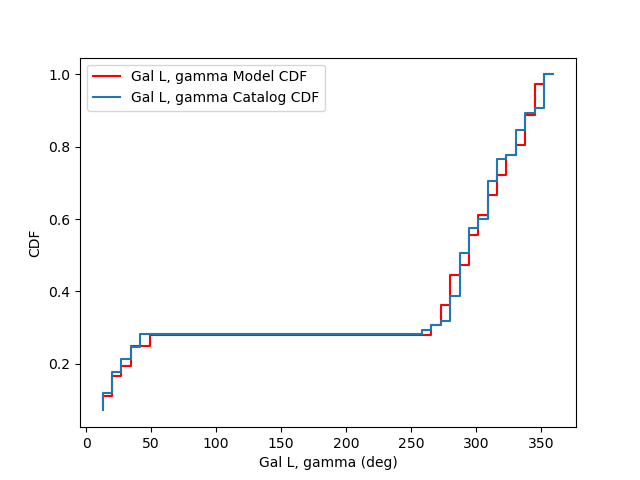 Gal L, gamma Model CDF
Gal L, gamma Catalog CDF
1.0
0.8
0.6
0.4
0.2
CDF
0 50 100 150 200 250 300 350
Gal L, gamma (deg)